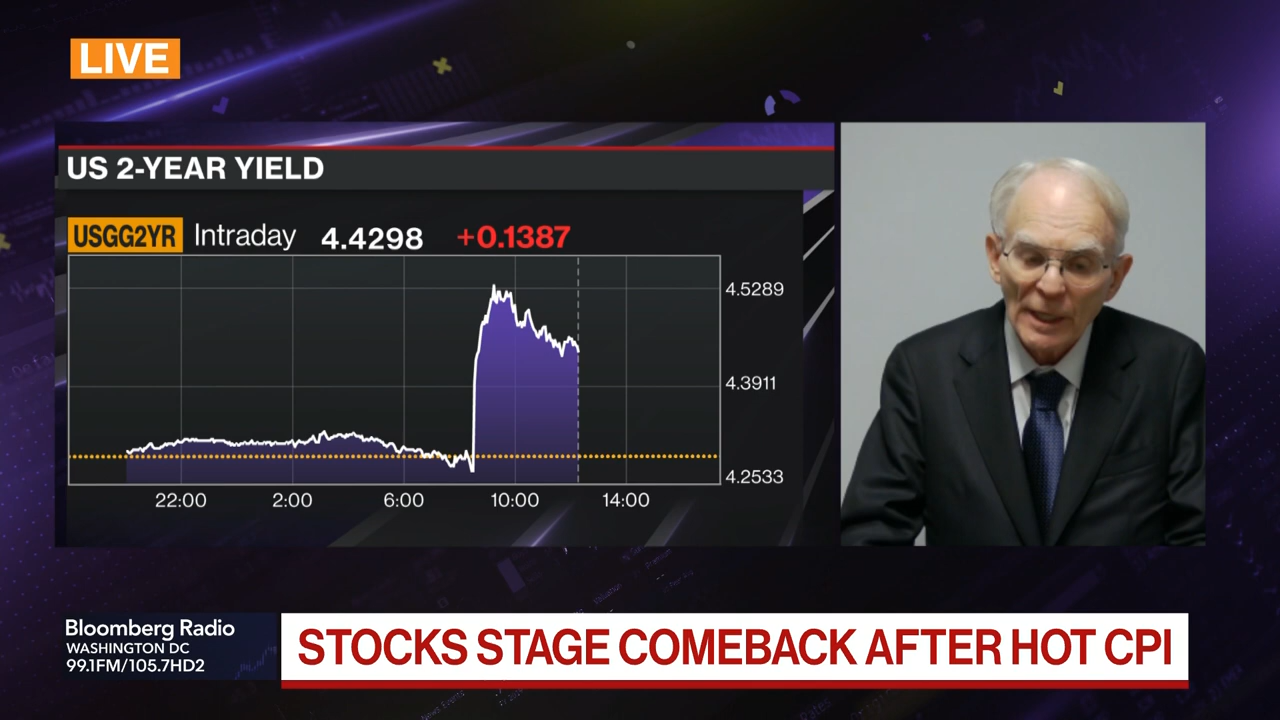 LIVE
US 2-YEAR YIELD
USGG2YR Intraday 4.4298 +0.1387
4.5289
4.3911
4.2533
22:00 2:00 6:00 10:00 14:00
Bloomberg Radio
WASHINGTON DC
99.1FM/105.7HD2
STOCKS STAGE COMEBACK AFTER HOT CPI